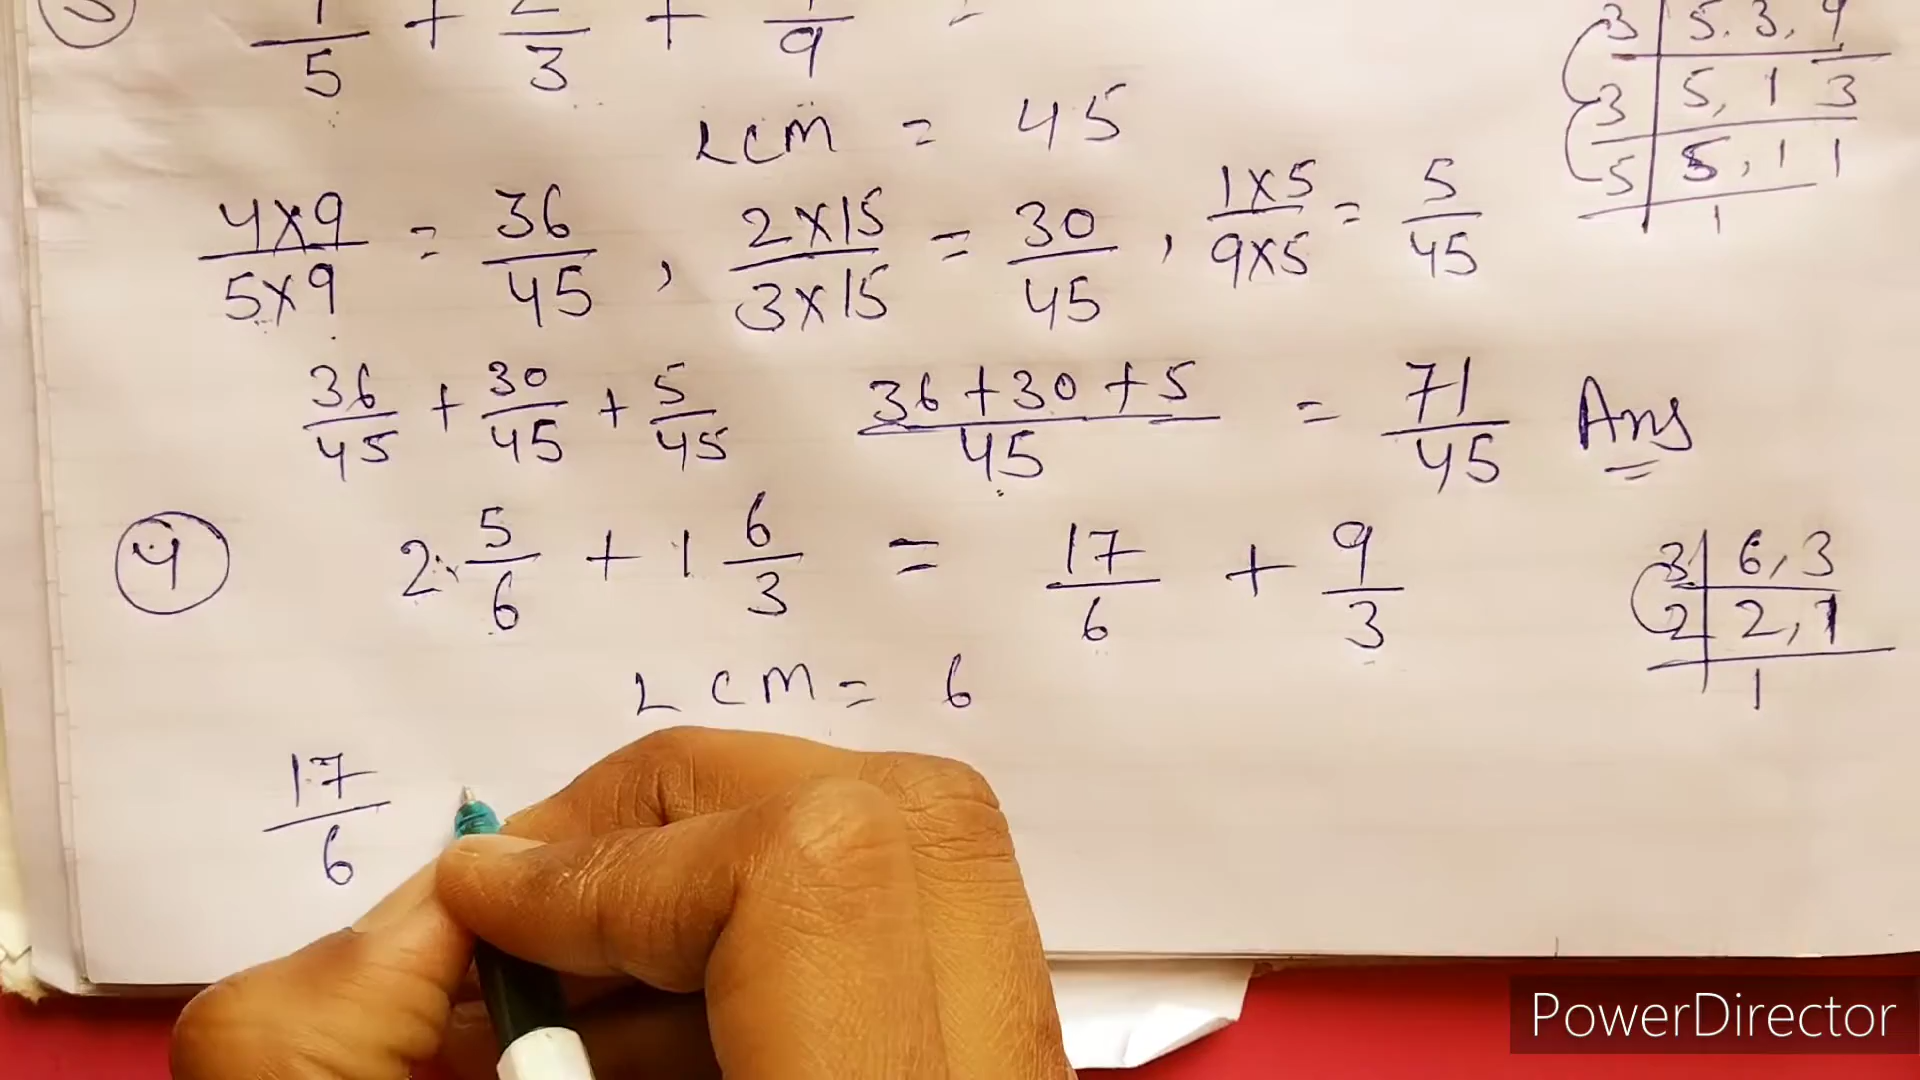 3 | 5, 3, 9
/5 + 2/3 + 1/9 =
3 | 5, 1 3
LCM = 45
5 | 5, 1 1
1
4×9/5×9 = 36/45 , 2×15/3×15 = 30/45 , 1×5/9×5 = 5/45
36/45 + 30/45 + 5/45 36+30+5/45 = 71/45 Ans
4 2 5/6 + 1 6/3 = 17/6 + 9/3
3 | 6, 3
2 | 2, 1
1
LCM = 6
17/6
PowerDirector